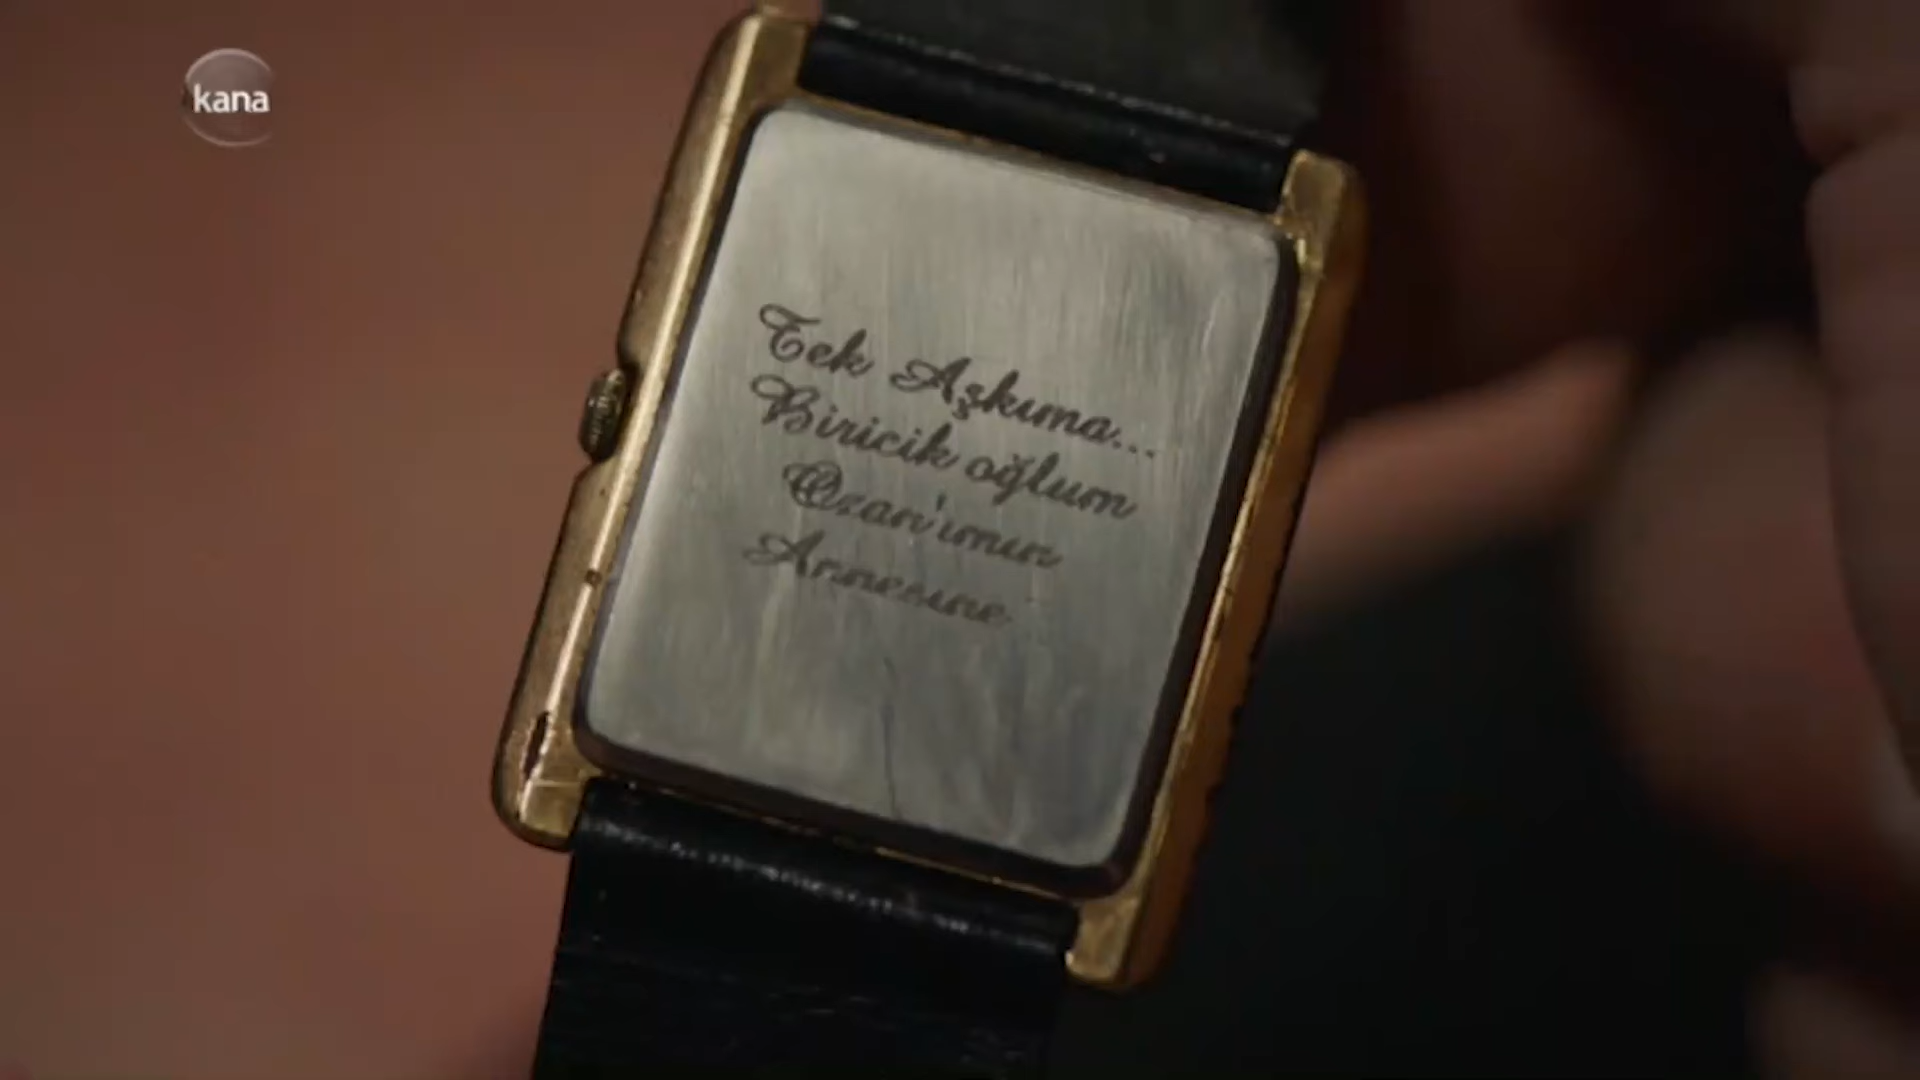 kana
Tek Aşkıma...
Biricik oğlum
Ozan'ımın
Annesine